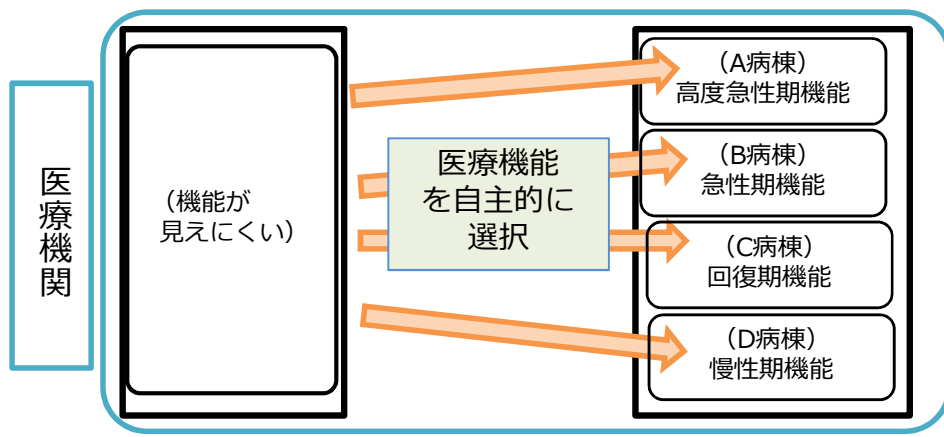 医療機関
（機能が
見えにくい）
医療機能
を自主的に
選択
（A病棟）
高度急性期機能
（B病棟）
急性期機能
（C病棟）
回復期機能
（D病棟）
慢性期機能